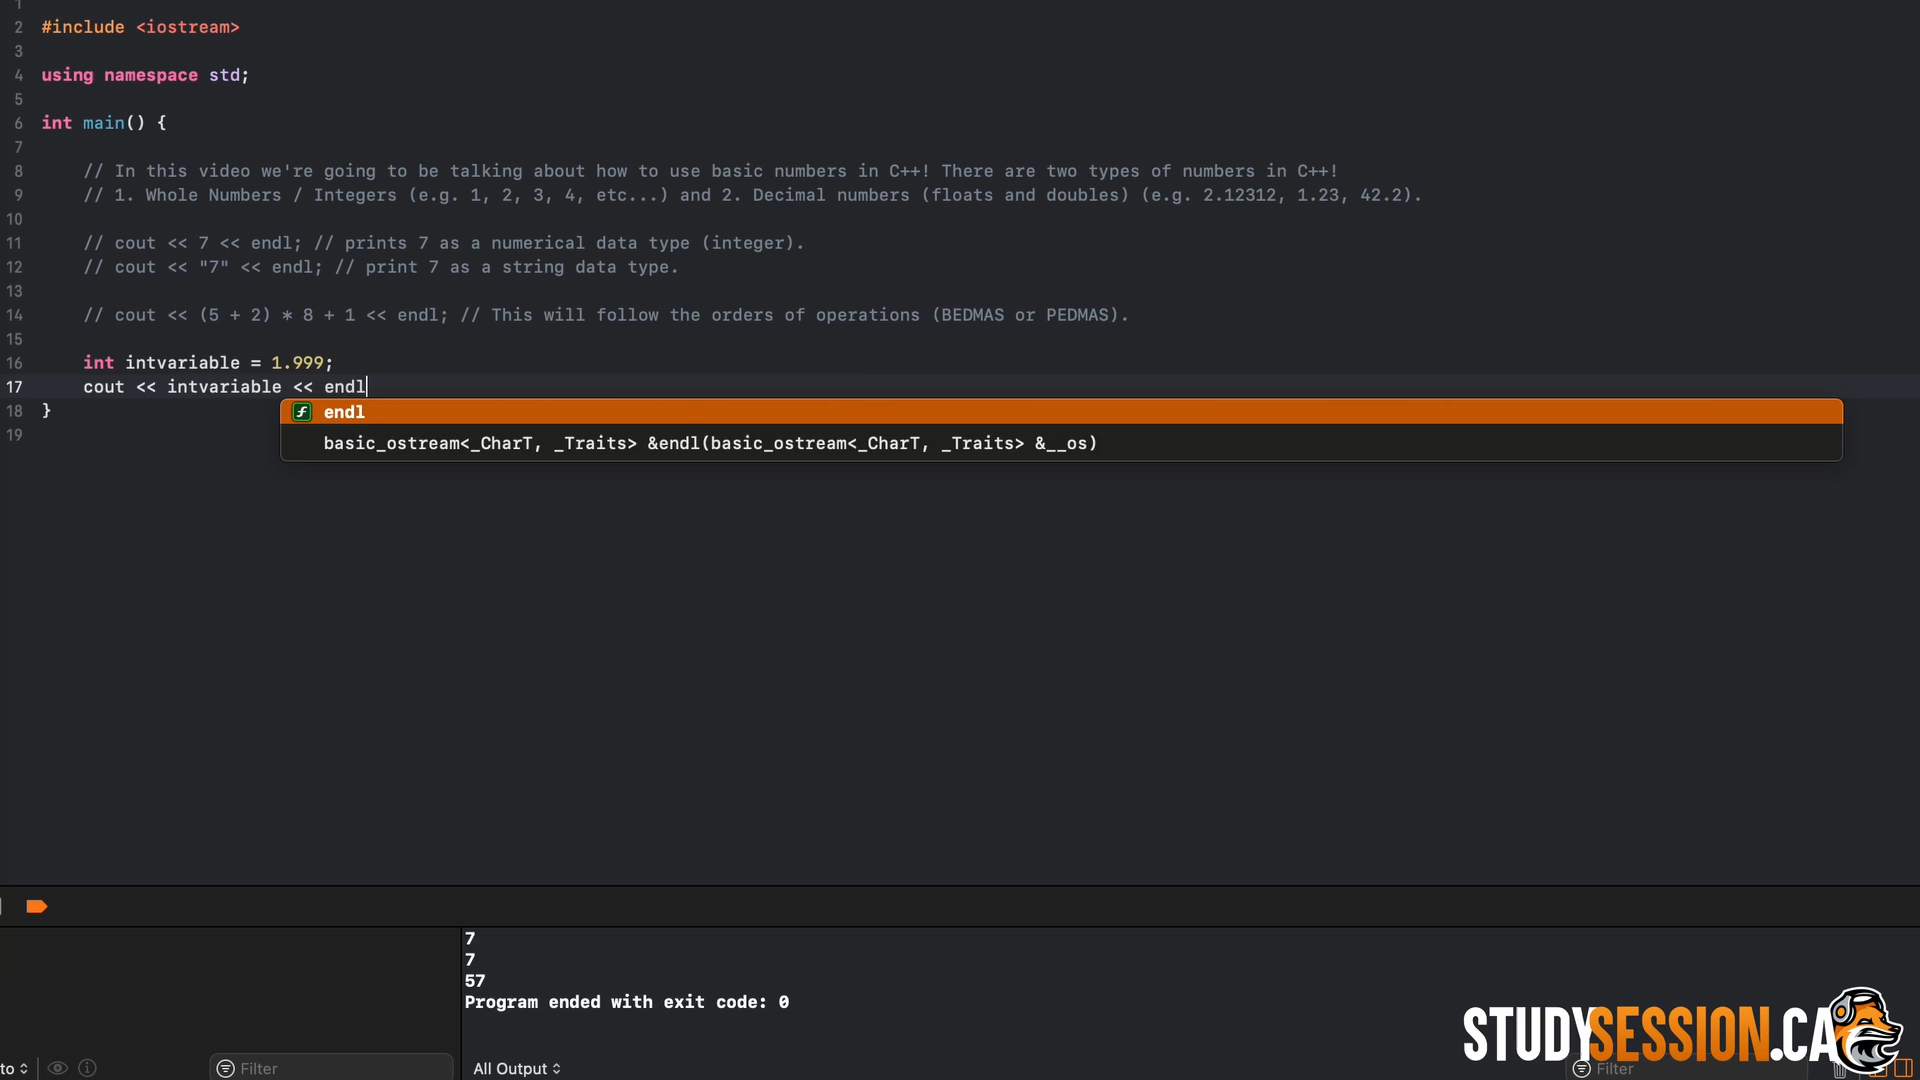 1
2 #include <iostream>
3
4 using namespace std;
5
6 int main() {
7
8 // In this video we're going to be talking about how to use basic numbers in C++! There are two types of numbers in C++!
9 // 1. Whole Numbers / Integers (e.g. 1, 2, 3, 4, etc...) and 2. Decimal numbers (floats and doubles) (e.g. 2.12312, 1.23, 42.2).
10
11 // cout << 7 << endl; // prints 7 as a numerical data type (integer).
12 // cout << "7" << endl; // print 7 as a string data type.
13
14 // cout << (5 + 2) * 8 + 1 << endl; // This will follow the orders of operations (BEDMAS or PEDMAS).
15
16 int intvariable = 1.999;
17 cout << intvariable << endl
f endl
18 }
basic_ostream<_CharT, _Traits> &endl(basic_ostream<_CharT, _Traits> &__os)
19
7
7
57
Program ended with exit code: 0
STUDYSESSION.CA
to
Filter
All Output
Filter